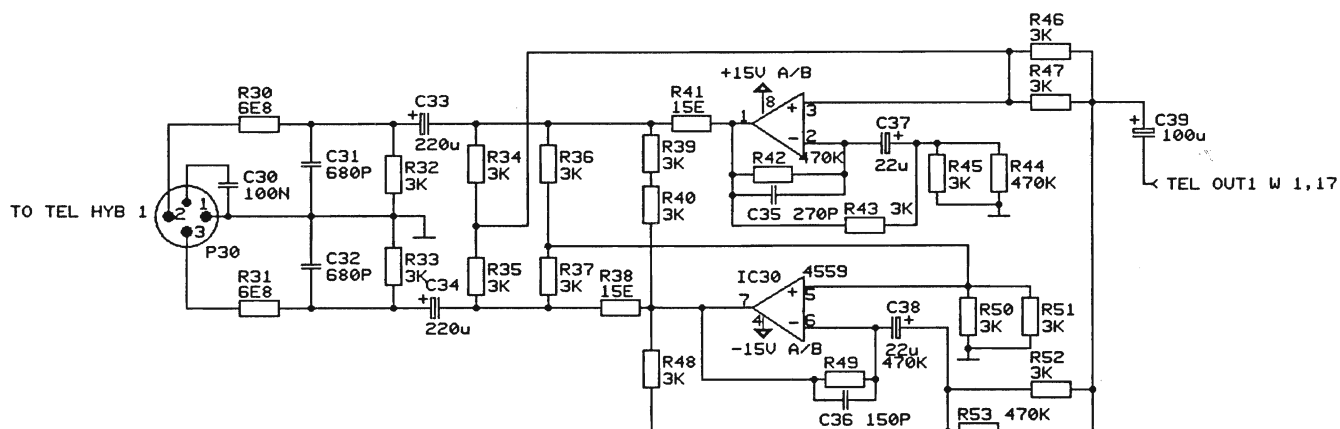 R46
3K
R47
3K
+15V A/B
8
R30
6E8
C33
+
220u
R41
15E
1
+
3
-
2
C37
+
22u
C39
+
100u
C31
680P
R32
3K
R34
3K
R36
3K
R39
3K
R42
470K
R45
3K
R44
470K
C30
100N
R40
3K
C35 270P
R43 3K
TEL OUT1 W 1,17
TO TEL HYB 1
2
1
3
P30
C32
680P
R33
3K
C34
+
220u
R35
3K
R37
3K
R38
15E
IC30
4559
7
+
5
-
6
4
-15V A/B
R31
6E8
C38
+
22u
470K
R50
3K
R51
3K
R48
3K
R49
C36 150P
R52
3K
R53 470K